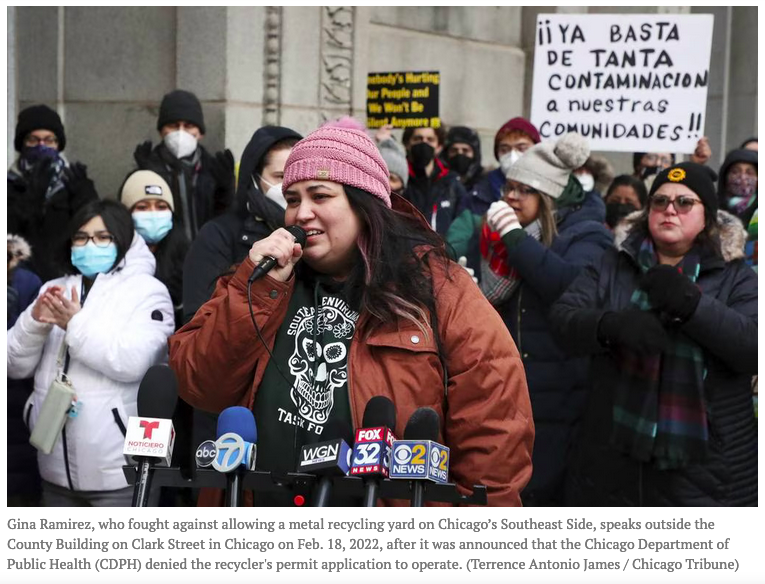 ¡¡YA BASTA
DE TANTA
CONTAMINACION
a nuestras
COMUNIDADES!!
Hurting
our People and
We Won't Be
Silent Anymore
SOUTHEAST ENVIRONM
TASK FO
T
NOTICIERO
CHICAGO
abc 7
WGN
FOX
32
NEWS
2
NEWS
2
NEWS
Gina Ramirez, who fought against allowing a metal recycling yard on Chicago’s Southeast Side, speaks outside the
County Building on Clark Street in Chicago on Feb. 18, 2022, after it was announced that the Chicago Department of
Public Health (CDPH) denied the recycler's permit application to operate. (Terrence Antonio James / Chicago Tribune)